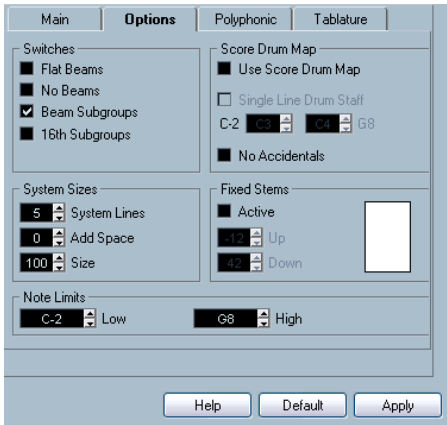 Main Options Polyphonic Tablature
Switches
Flat Beams
No Beams
Beam Subgroups
16th Subgroups
Score Drum Map
Use Score Drum Map
Single Line Drum Staff
C-2 C3 C4 G8
No Accidentals
System Sizes
5 System Lines
0 Add Space
100 Size
Fixed Stems
Active
-12 Up
42 Down
Note Limits
C-2 Low G8 High
Help Default Apply